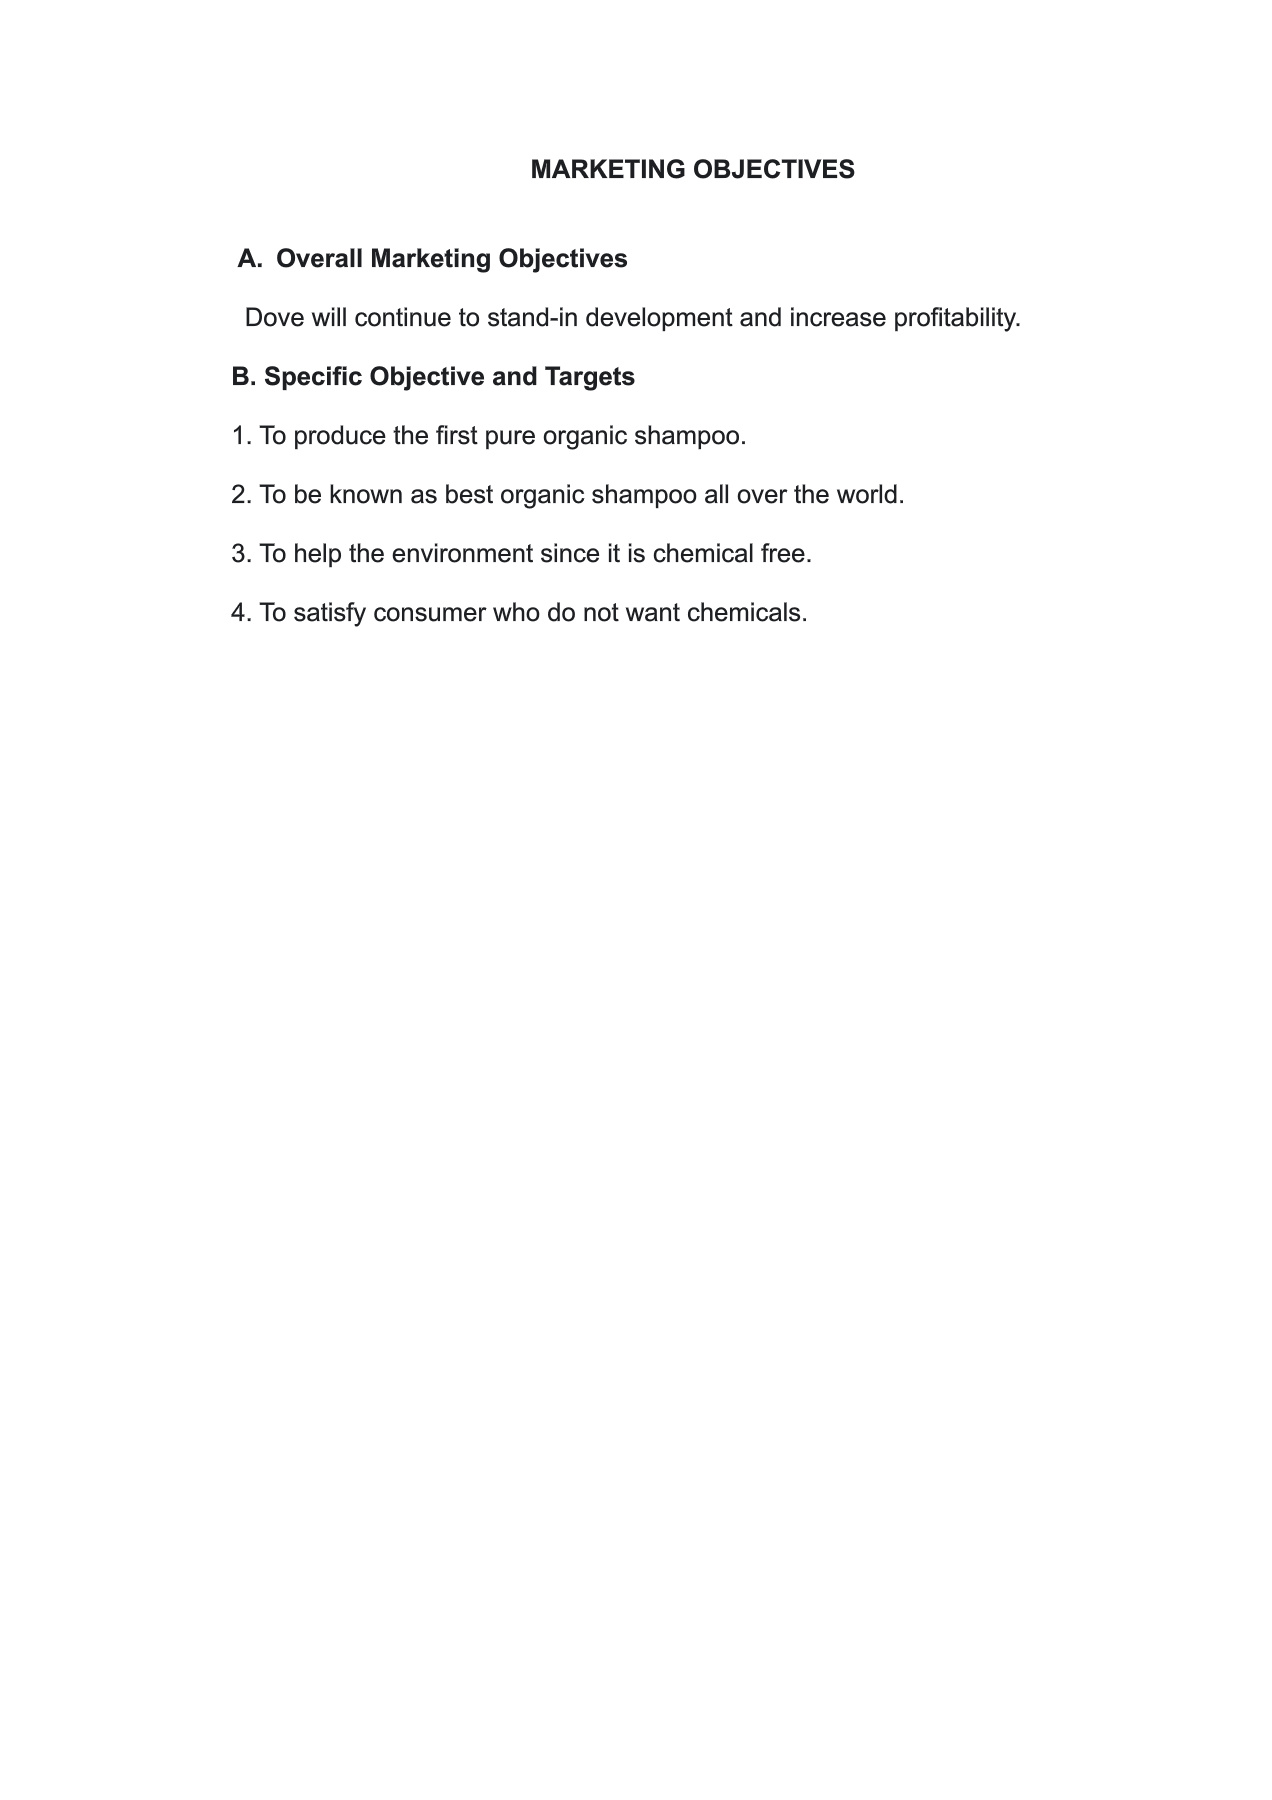 MARKETING OBJECTIVES
A. Overall Marketing Objectives
Dove will continue to stand-in development and increase profitability.
B. Specific Objective and Targets
1. To produce the first pure organic shampoo.
2. To be known as best organic shampoo all over the world.
3. To help the environment since it is chemical free.
4. To satisfy consumer who do not want chemicals.